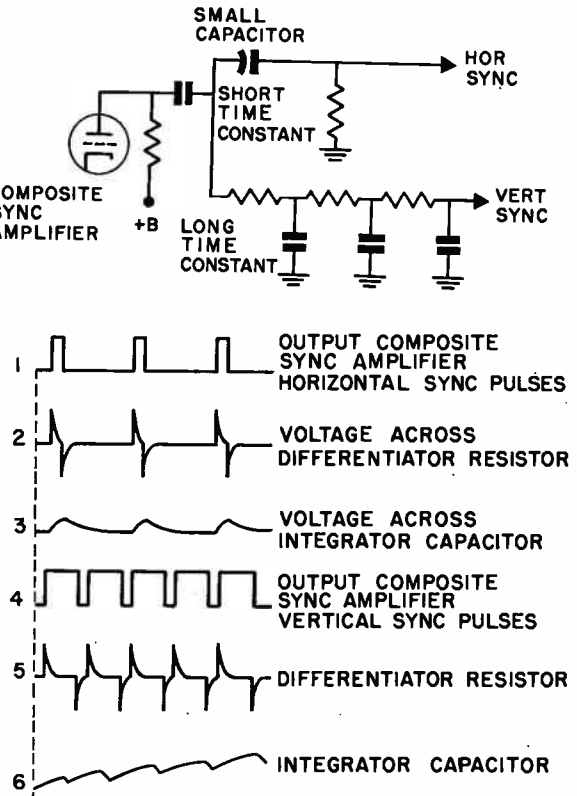 SMALL
CAPACITOR
HOR
SYNC
SHORT
TIME
CONSTANT
OMPOSITE
SYNC
AMPLIFIER
+B
LONG
TIME
CONSTANT
VERT
SYNC
1
OUTPUT COMPOSITE
SYNC AMPLIFIER
HORIZONTAL SYNC PULSES
2
VOLTAGE ACROSS
DIFFERENTIATOR RESISTOR
3
VOLTAGE ACROSS
INTEGRATOR CAPACITOR
4
OUTPUT COMPOSITE
SYNC AMPLIFIER
VERTICAL SYNC PULSES
5
DIFFERENTIATOR RESISTOR
6
INTEGRATOR CAPACITOR